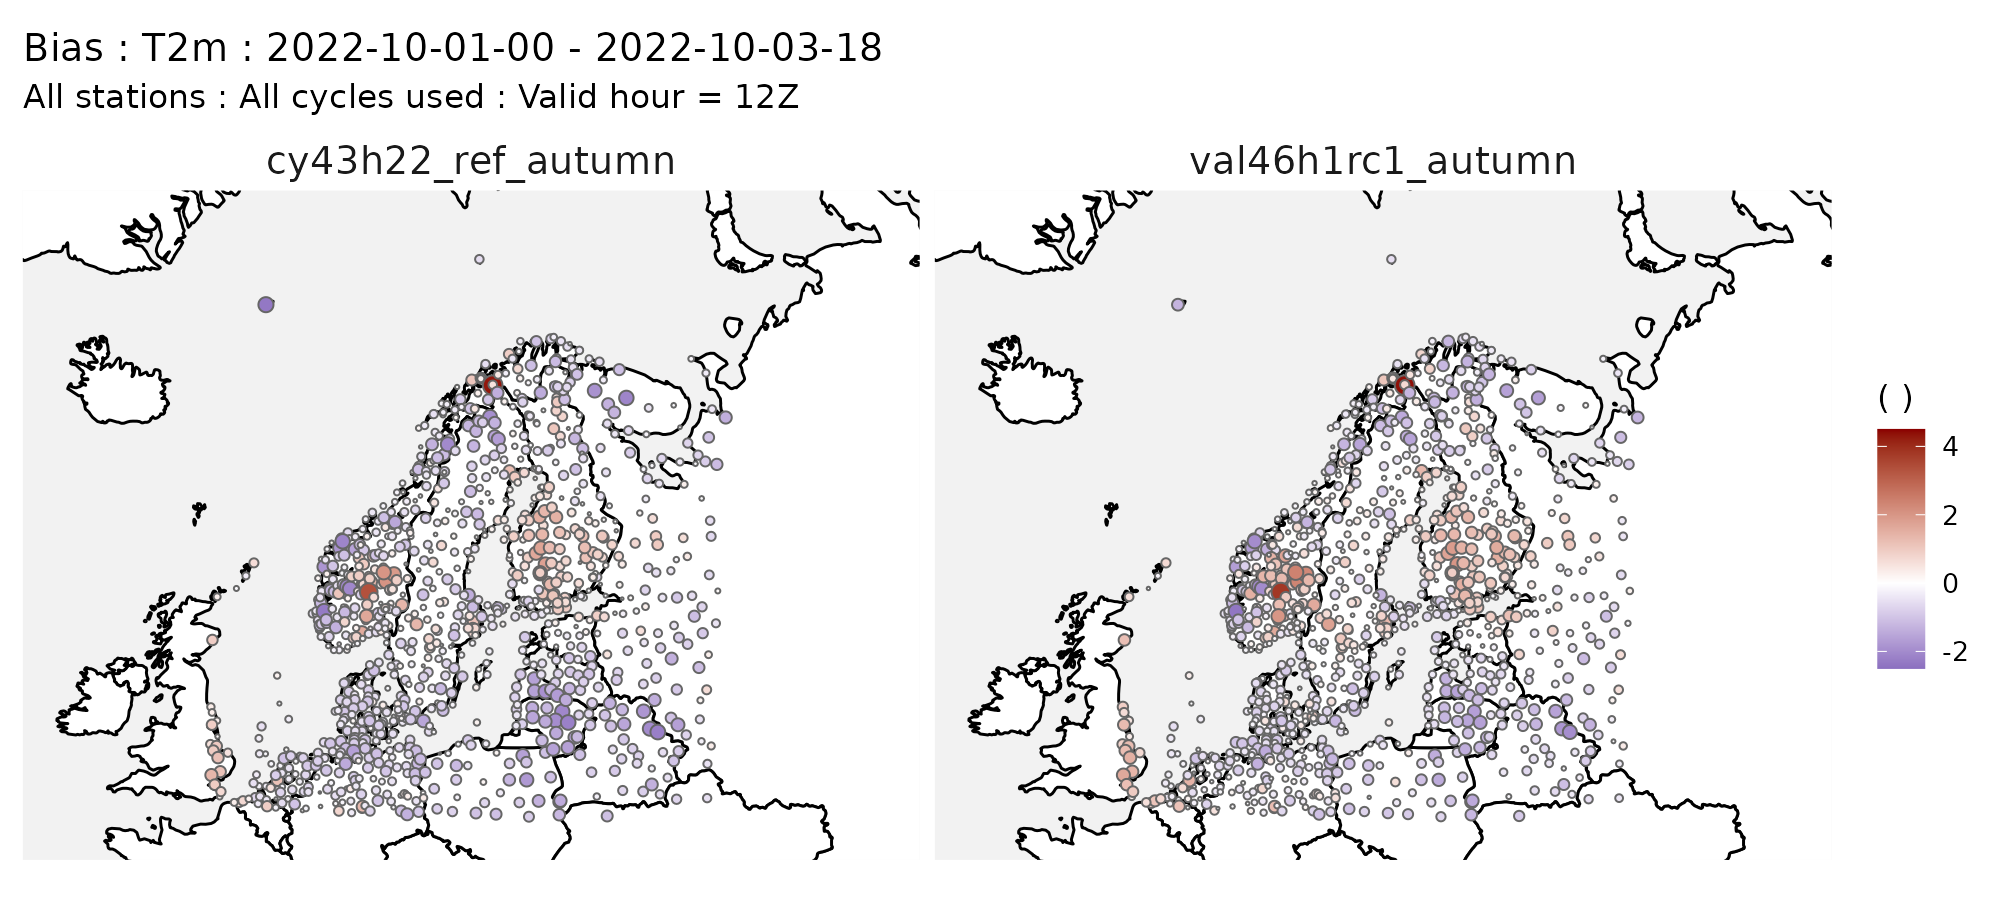 Bias : T2m : 2022-10-01-00 - 2022-10-03-18
All stations : All cycles used : Valid hour = 12Z
cy43h22_ref_autumn
val46h1rc1_autumn
( )
4
2
0
-2